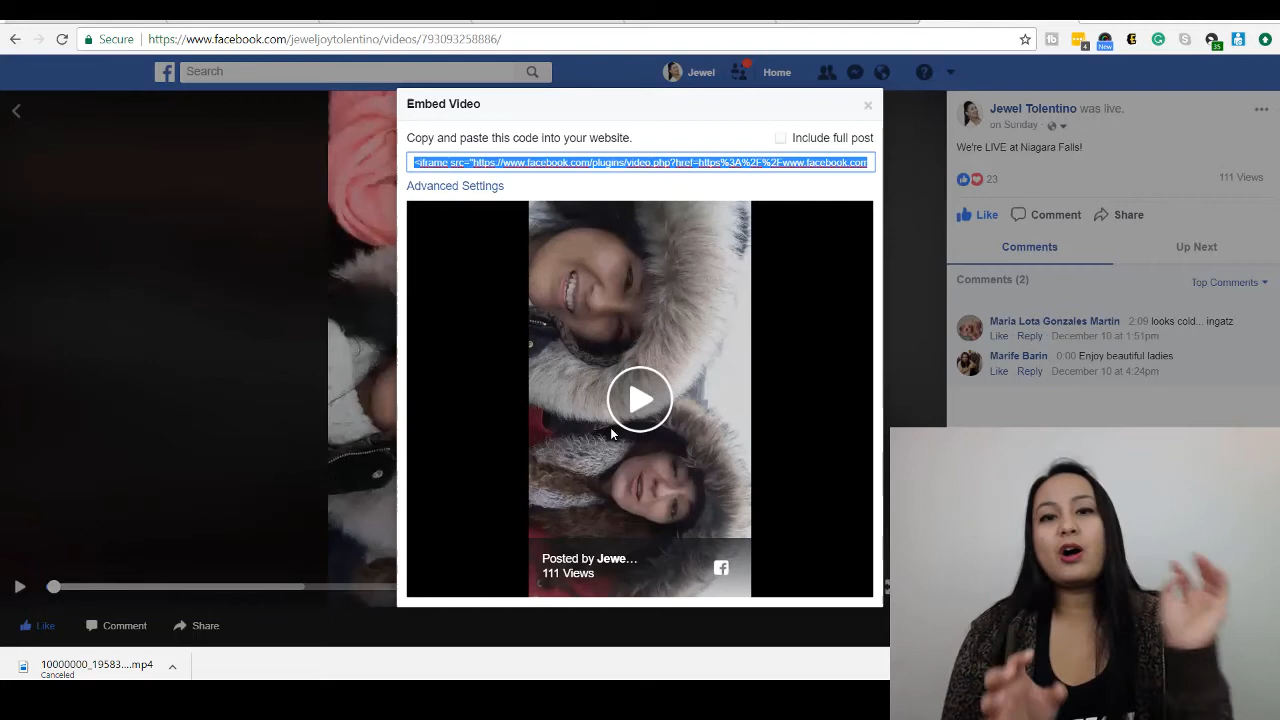 Secure
https://www.facebook.com/jeweljoytolentino/videos/793093258886/
fb
4
New
35
Search
Jewel
Home
Embed Video
×
Copy and paste this code into your website.
Include full post
<iframe src="https://www.facebook.com/plugins/video.php?href=https%3A%2F%2Fwww.facebook.com
Advanced Settings
Posted by Jewe...
111 Views
Jewel Tolentino was live.
on Sunday
We're LIVE at Niagara Falls!
23
111 Views
Like
Comment
Share
Comments
Up Next
Comments (2)
Top Comments
Maria Lota Gonzales Martin 2:09 looks cold... ingatz
Like Reply December 10 at 1:51pm
Marife Barin 0:00 Enjoy beautiful ladies
Like Reply December 10 at 4:24pm
Like
Comment
Share
10000000_19583....mp4
Canceled